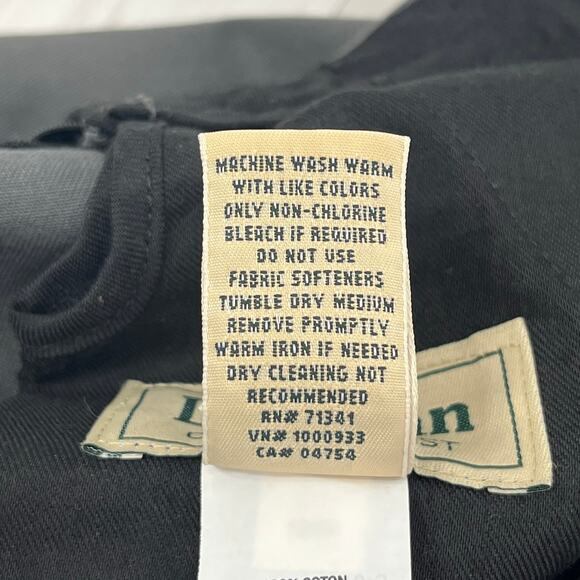 MACHINE WASH WARM
WITH LIKE COLORS
ONLY NON-CHLORINE
BLEACH IF REQUIRED
DO NOT USE
FABRIC SOFTENERS
TUMBLE DRY MEDIUM
REMOVE PROMPTLY
WARM IRON IF NEEDED
DRY CLEANING NOT
RECOMMENDED
RN# 71341
VN# 1000933
CA# 04754